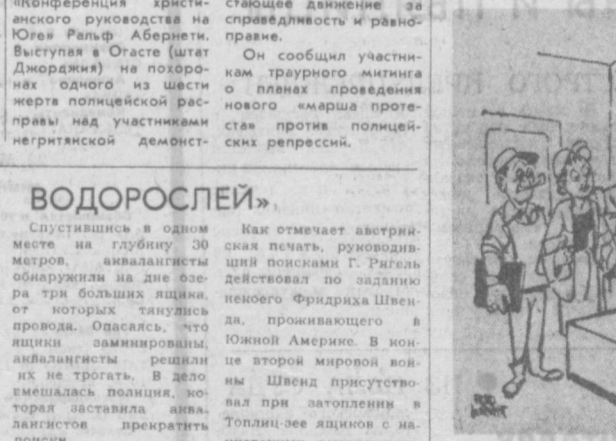 «Конференция христи-
анского руководства на
Юге» Ральф Абернети.
Выступая в Огасте (штат
Джорджия) на похоро-
нах одного из шести
жертв полицейской рас-
правы над участниками
негритянской демонст-
стающее движение за
справедливость и равно-
правие.
Он сообщил участни-
кам траурного митинга
о планах проведения
нового «марша проте-
ста» против полицей-
ских репрессий.
ВОДОРОСЛЕЙ»
Спустившись в одном
месте на глубину 30
метров, аквалангисты
обнаружили на дне озе-
ра три больших ящика,
от которых тянулись
провода. Опасаясь, что
ящики заминированы,
аквалангисты решили
их не трогать. В дело
вмешалась полиция, ко-
торая заставила аква-
лангистов прекратить
поиски
Как отмечает австрий-
ская печать, руководив-
ший поисками Г. Ригель
действовал по заданию
некоего Фридриха Швен-
да, проживающего в
Южной Америке. В кон-
це второй мировой вой-
ны Швенд присутство-
вал при затоплении в
Топлиц-зее ящиков с на-